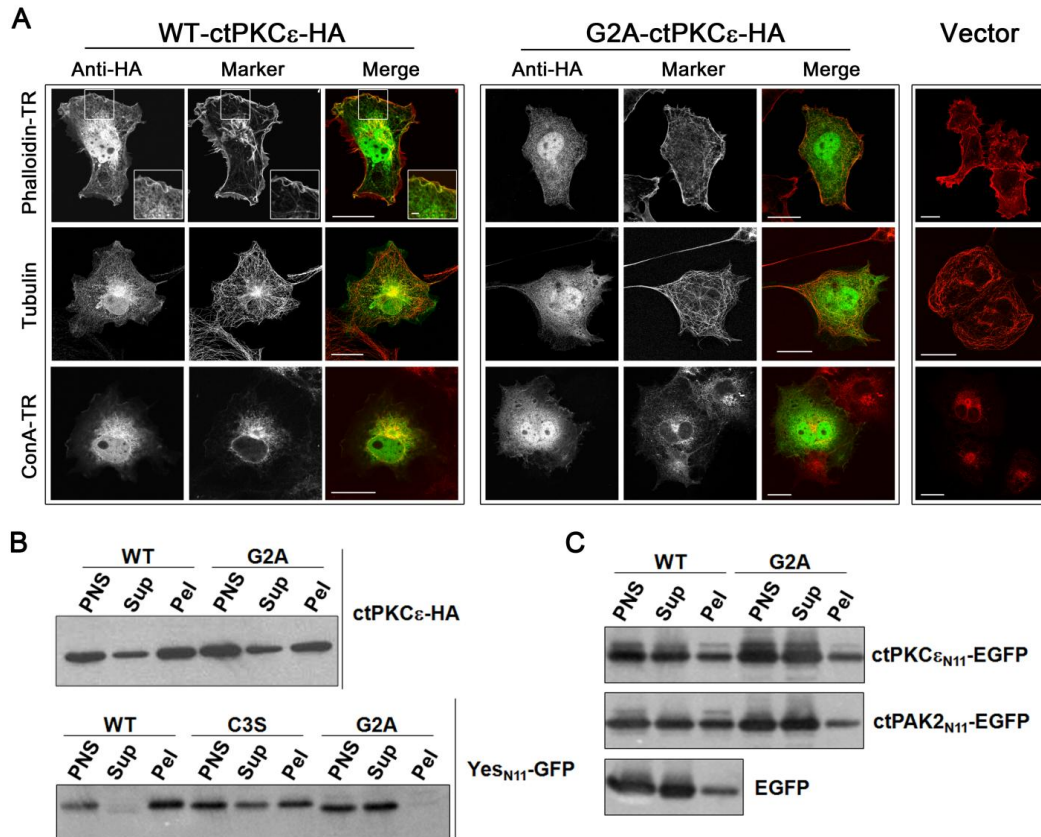 A
WT-ctPKCε-HA
G2A-ctPKCε-HA
Vector
Anti-HA Marker Merge
Anti-HA Marker Merge
Phalloidin-TR
Tubulin
ConA-TR
B
WT G2A
PNS Sup Pel PNS Sup Pel
ctPKCε-HA
WT C3S G2A
PNS Sup Pel PNS Sup Pel PNS Sup Pel
YesN11-GFP
C
WT G2A
PNS Sup Pel PNS Sup Pel
ctPKCεN11-EGFP
ctPAK2N11-EGFP
EGFP